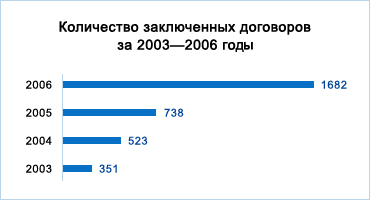 Количество заключенных договоров
за 2003—2006 годы
2006 1682
2005 738
2004 523
2003 351